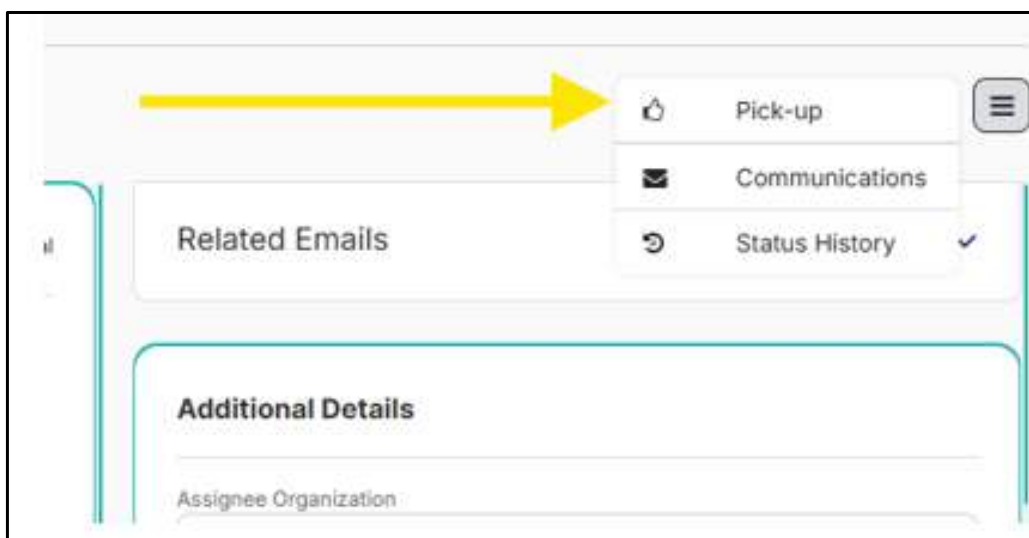 Pick-up
Communications
Related Emails
Status History
Additional Details
Assignee Organization